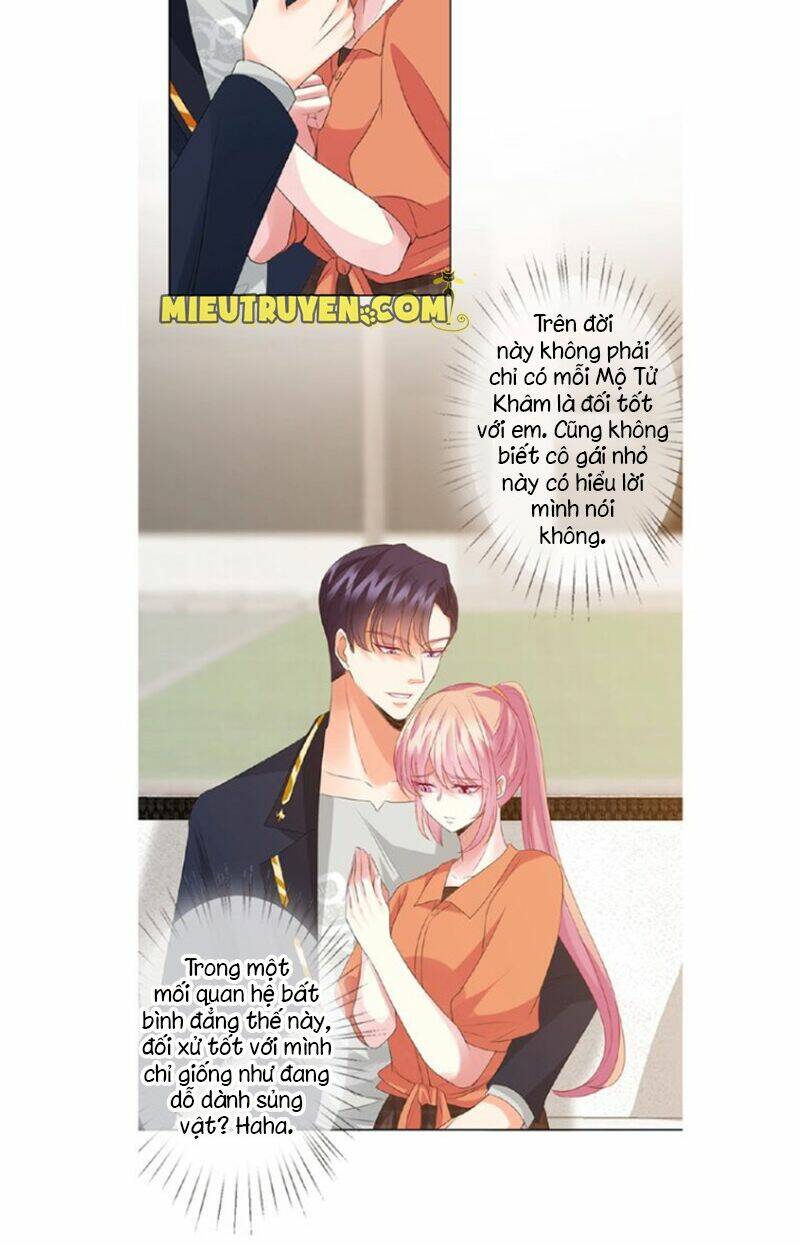 MIEUTRUYEN.COM
Trên đời
này không phải
chỉ có mỗi Mộ Tử
Khâm là đối tốt
với em. Cũng không
biết cô gái nhỏ
này có hiểu lời
mình nói
không.
Trong một
mối quan hệ bất
bình đẳng thế này,
đối xử tốt với mình
chỉ giống như đang
dỗ dành sủng
vật? Haha.